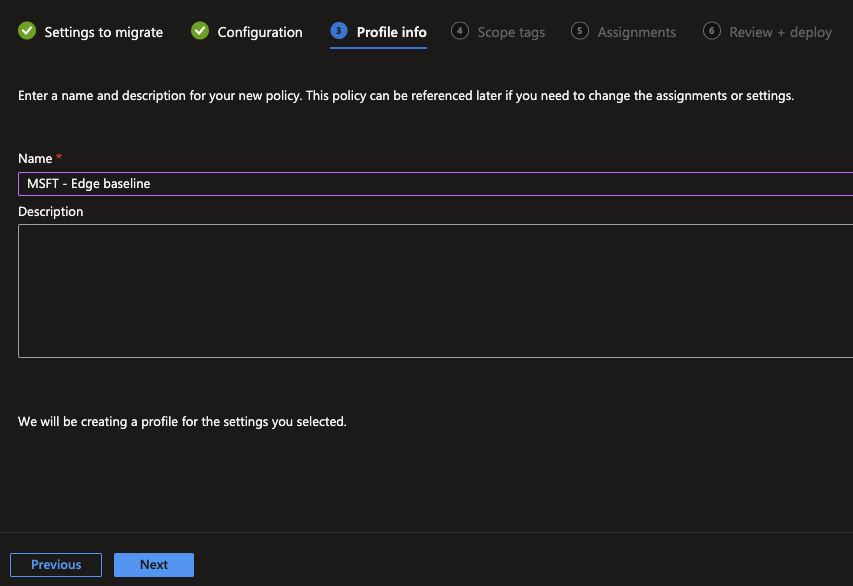 Settings to migrate Configuration 3 Profile info 4 Scope tags 5 Assignments 6 Review + deploy
Enter a name and description for your new policy. This policy can be referenced later if you need to change the assignments or settings.
Name *
MSFT - Edge baseline
Description
We will be creating a profile for the settings you selected.
Previous Next